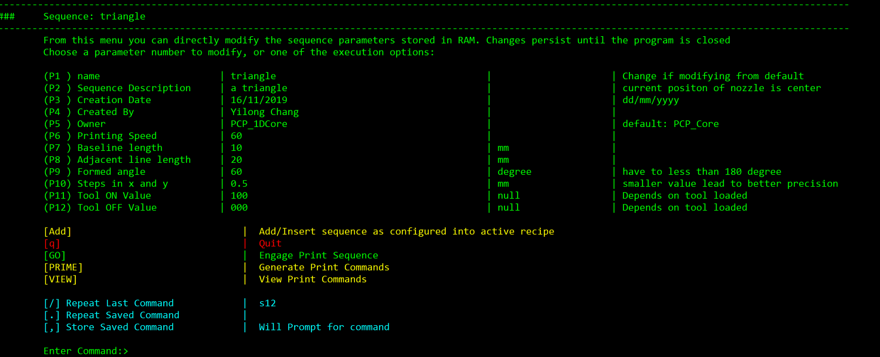 ### Sequence: triangle
From this menu you can directly modify the sequence parameters stored in RAM. Changes persist until the program is closed
Choose a parameter number to modify, or one of the execution options:
(P1 ) name | triangle | | Change if modifying from default
(P2 ) Sequence Description | a triangle | | current positon of nozzle is center
(P3 ) Creation Date | 16/11/2019 | | dd/mm/yyyy
(P4 ) Created By | Yilong Chang | |
(P5 ) Owner | PCP_1DCore | | default: PCP_Core
(P6 ) Printing Speed | 60 | |
(P7 ) Baseline length | 10 | mm |
(P8 ) Adjacent line length | 20 | mm |
(P9 ) Formed angle | 60 | degree | have to less than 180 degree
(P10) Steps in x and y | 0.5 | mm | smaller value lead to better precision
(P11) Tool ON Value | 100 | null | Depends on tool loaded
(P12) Tool OFF Value | 000 | null | Depends on tool loaded
[Add] | Add/Insert sequence as configured into active recipe
[q] | Quit
[GO] | Engage Print Sequence
[PRIME] | Generate Print Commands
[VIEW] | View Print Commands
[/] Repeat Last Command | s12
[.] Repeat Saved Command |
[,] Store Saved Command | Will Prompt for command
Enter Command:>